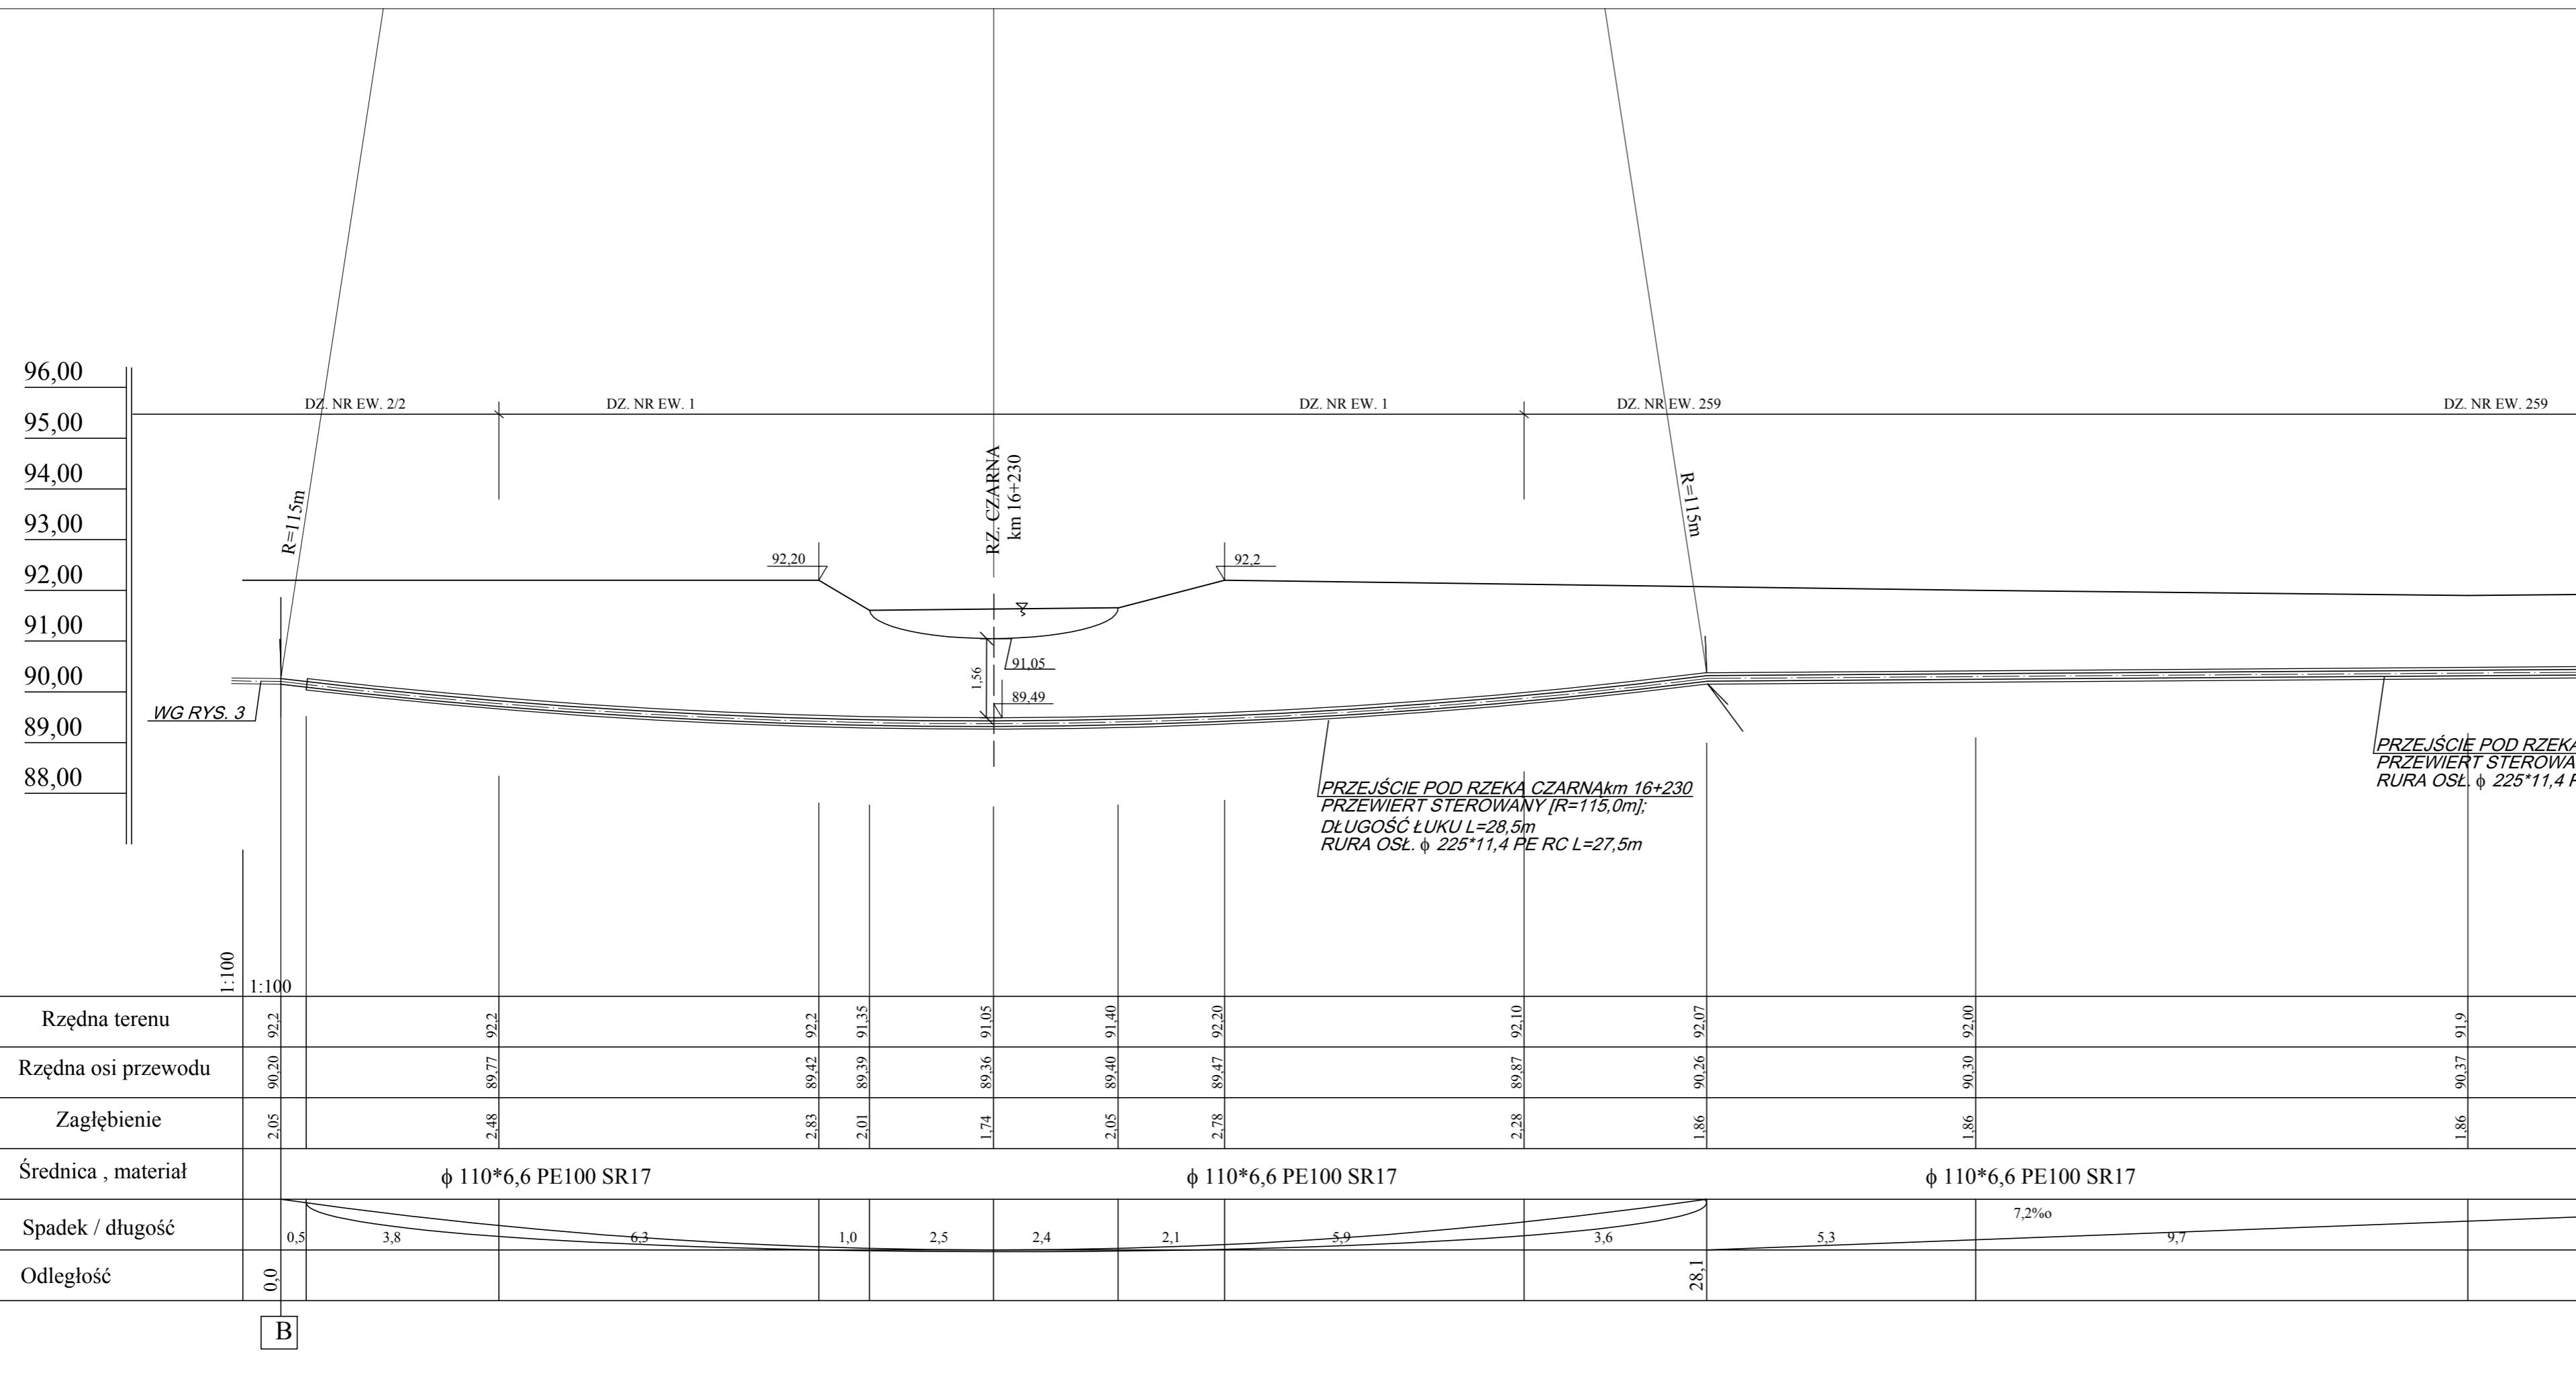 96,00
95,00
94,00
93,00
92,00
91,00
90,00
89,00
88,00
DZ. NR EW. 2/2
DZ. NR EW. 1
DZ. NR EW. 1
DZ. NR EW. 259
DZ. NR EW. 259
R=115m
RZ. CZARNA
km 16+230
R=115m
92,20
92,2
91,05
1,56
89,49
WG RYS. 3
PRZEJŚCIE POD RZEKĄ CZARNĄkm 16+230
PRZEWIERT STEROWANY [R=115,0m];
DŁUGOŚĆ ŁUKU L=28,5m
RURA OSŁ. ϕ 225*11,4 PE RC L=27,5m
PRZEJŚCIE POD RZEKĄ
PRZEWIERT STEROWA
RURA OSŁ. ϕ 225*11,4 P
1:100
1:100
Rzędna terenu 92,2 92,2 92,2 91,35 91,05 91,40 92,20 92,10 92,07 92,00 91,9
Rzędna osi przewodu 90,20 89,77 89,42 89,39 89,36 89,40 89,47 89,87 90,26 90,30 90,37
Zagłębienie 2,05 2,48 2,83 2,01 1,74 2,05 2,78 2,28 1,86 1,86 1,86
Średnica , materiał ϕ 110*6,6 PE100 SR17 ϕ 110*6,6 PE100 SR17 ϕ 110*6,6 PE100 SR17
Spadek / długość 0,5 3,8 6,3 1,0 2,5 2,4 2,1 5,9 3,6 5,3 7,2%o 9,7
Odległość 0,0 28,1
B